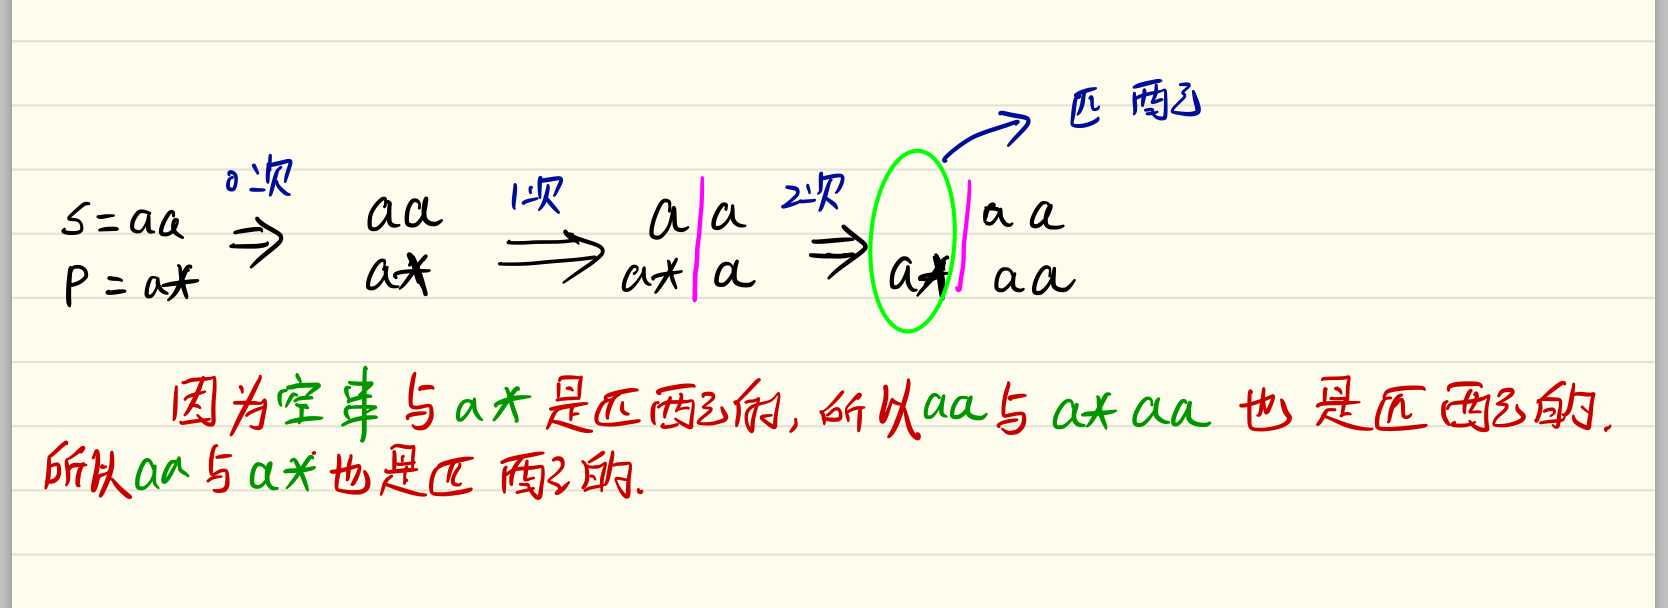 匹配
0次 1次 2次
S=aa ⇒ aa ⇒ a|a ⇒ |aa
P=a* a* a*|a a*|aa
因为空串与a*是匹配的,所以aa与a*aa也是匹配的.
所以aa与a*也是匹配的.